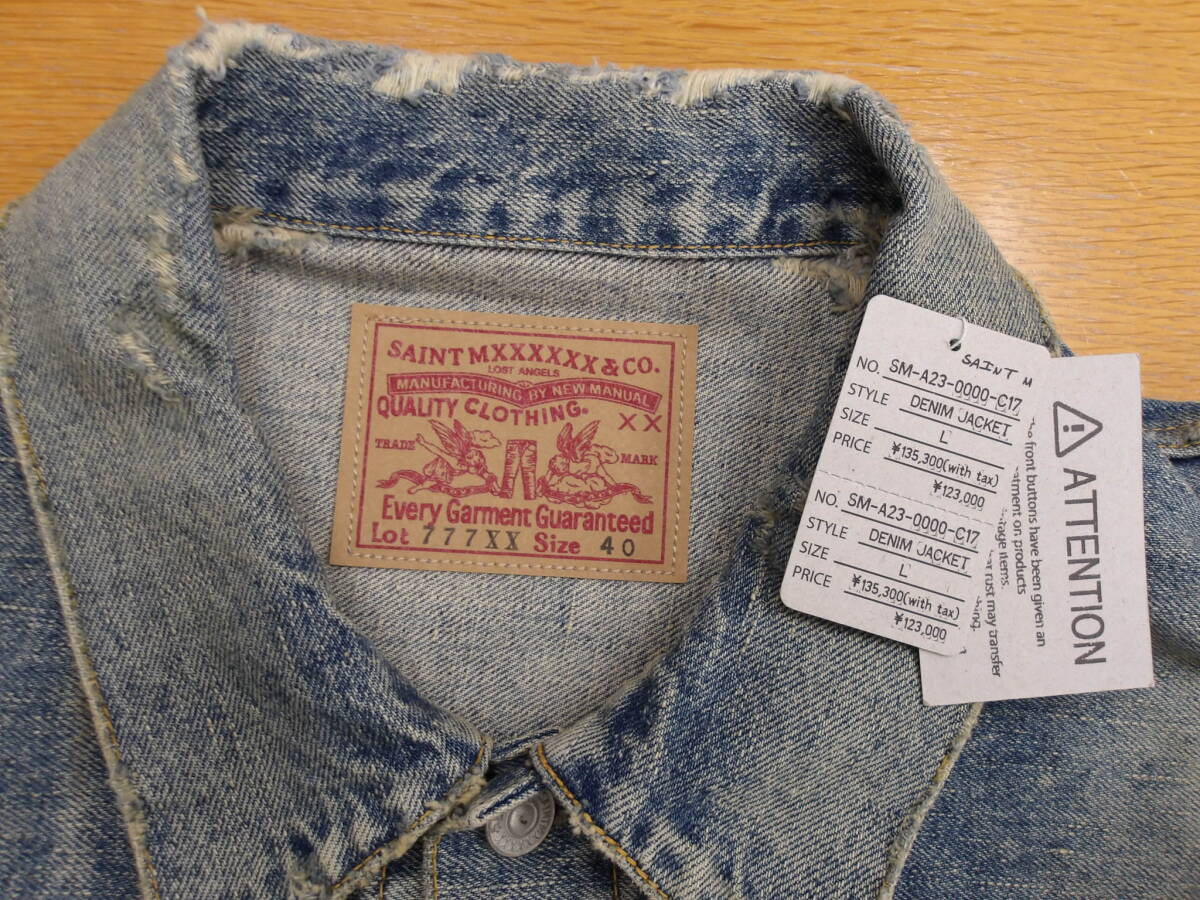 SAINT MXXXXXX & CO.
LOST ANGELS
MANUFACTURING BY NEW MANUAL
QUALITY CLOTHING.
XX
TRADE MARK
Every Garment Guaranteed
Lot 777XX Size 40
SAINT M
NO. SM-A23-0000-C17
STYLE DENIM JACKET
SIZE L
PRICE ¥135,300(with tax)
¥123,000
NO. SM-A23-0000-C17
STYLE DENIM JACKET
SIZE L
PRICE ¥135,300(with tax)
¥123,000
ATTENTION
front buttons have been given an
on products
items.
rust may transfer